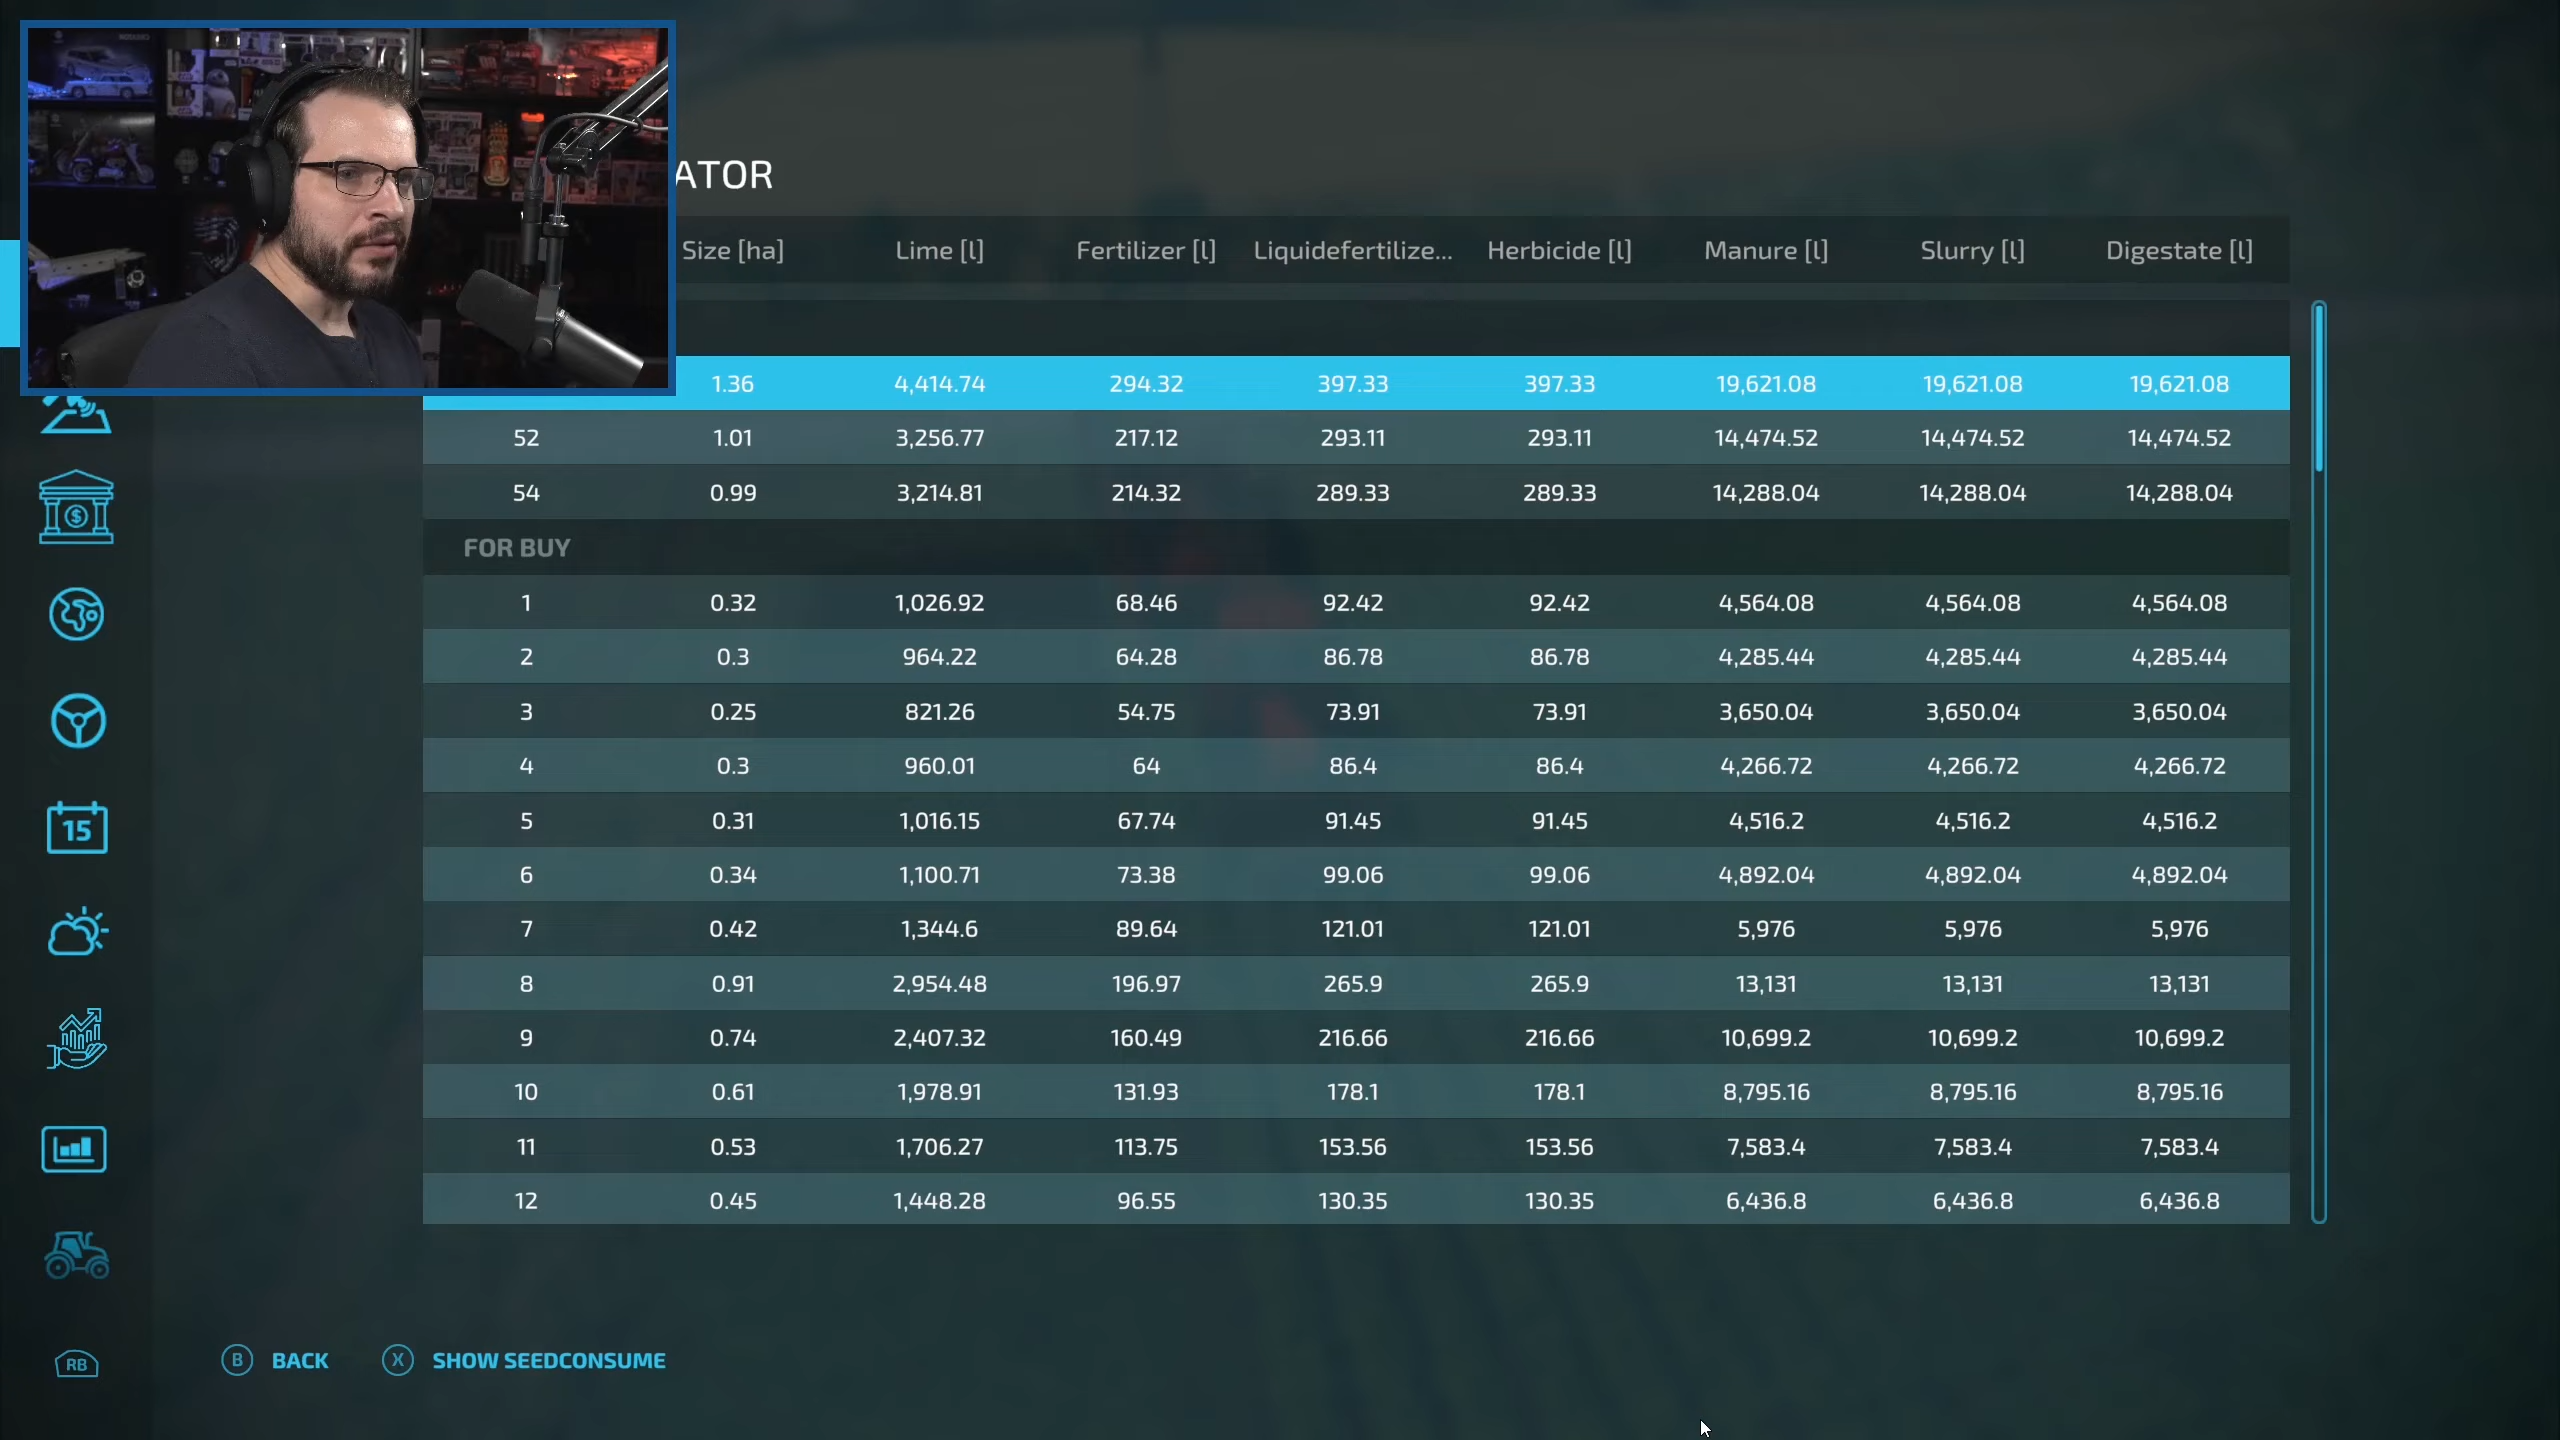 ATOR
Size [ha] Lime [l] Fertilizer [l] Liquidefertilize... Herbicide [l] Manure [l] Slurry [l] Digestate [l]
1.36 4,414.74 294.32 397.33 397.33 19,621.08 19,621.08 19,621.08
52 1.01 3,256.77 217.12 293.11 293.11 14,474.52 14,474.52 14,474.52
54 0.99 3,214.81 214.32 289.33 289.33 14,288.04 14,288.04 14,288.04
FOR BUY
1 0.32 1,026.92 68.46 92.42 92.42 4,564.08 4,564.08 4,564.08
2 0.3 964.22 64.28 86.78 86.78 4,285.44 4,285.44 4,285.44
3 0.25 821.26 54.75 73.91 73.91 3,650.04 3,650.04 3,650.04
4 0.3 960.01 64 86.4 86.4 4,266.72 4,266.72 4,266.72
5 0.31 1,016.15 67.74 91.45 91.45 4,516.2 4,516.2 4,516.2
6 0.34 1,100.71 73.38 99.06 99.06 4,892.04 4,892.04 4,892.04
7 0.42 1,344.6 89.64 121.01 121.01 5,976 5,976 5,976
8 0.91 2,954.48 196.97 265.9 265.9 13,131 13,131 13,131
9 0.74 2,407.32 160.49 216.66 216.66 10,699.2 10,699.2 10,699.2
10 0.61 1,978.91 131.93 178.1 178.1 8,795.16 8,795.16 8,795.16
11 0.53 1,706.27 113.75 153.56 153.56 7,583.4 7,583.4 7,583.4
12 0.45 1,448.28 96.55 130.35 130.35 6,436.8 6,436.8 6,436.8
15
RB
B BACK X SHOW SEEDCONSUME